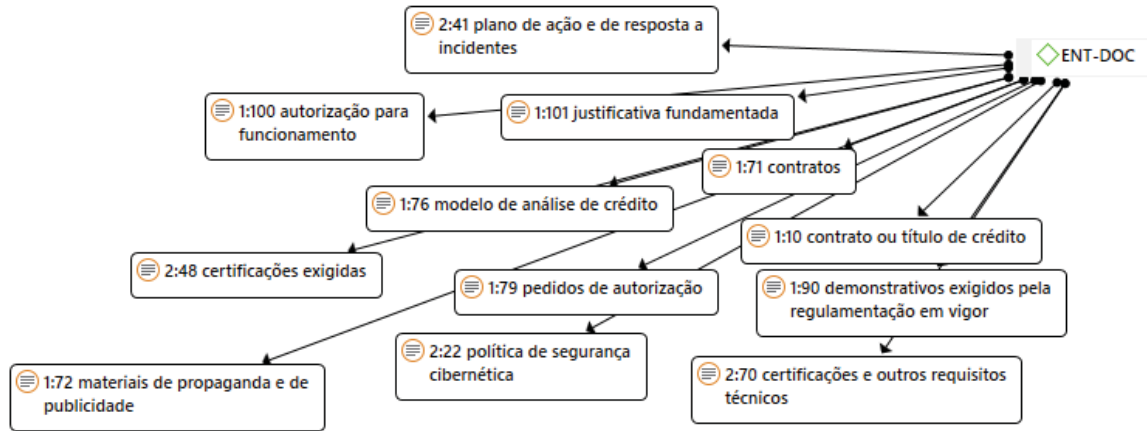 2:41 plano de ação e de resposta a
incidentes
ENT-DOC
1:100 autorização para
funcionamento
1:101 justificativa fundamentada
1:71 contratos
1:76 modelo de análise de crédito
1:10 contrato ou título de crédito
2:48 certificações exigidas
1:79 pedidos de autorização
1:90 demonstrativos exigidos pela
regulamentação em vigor
2:22 política de segurança
cibernética
1:72 materiais de propaganda e de
publicidade
2:70 certificações e outros requisitos
técnicos